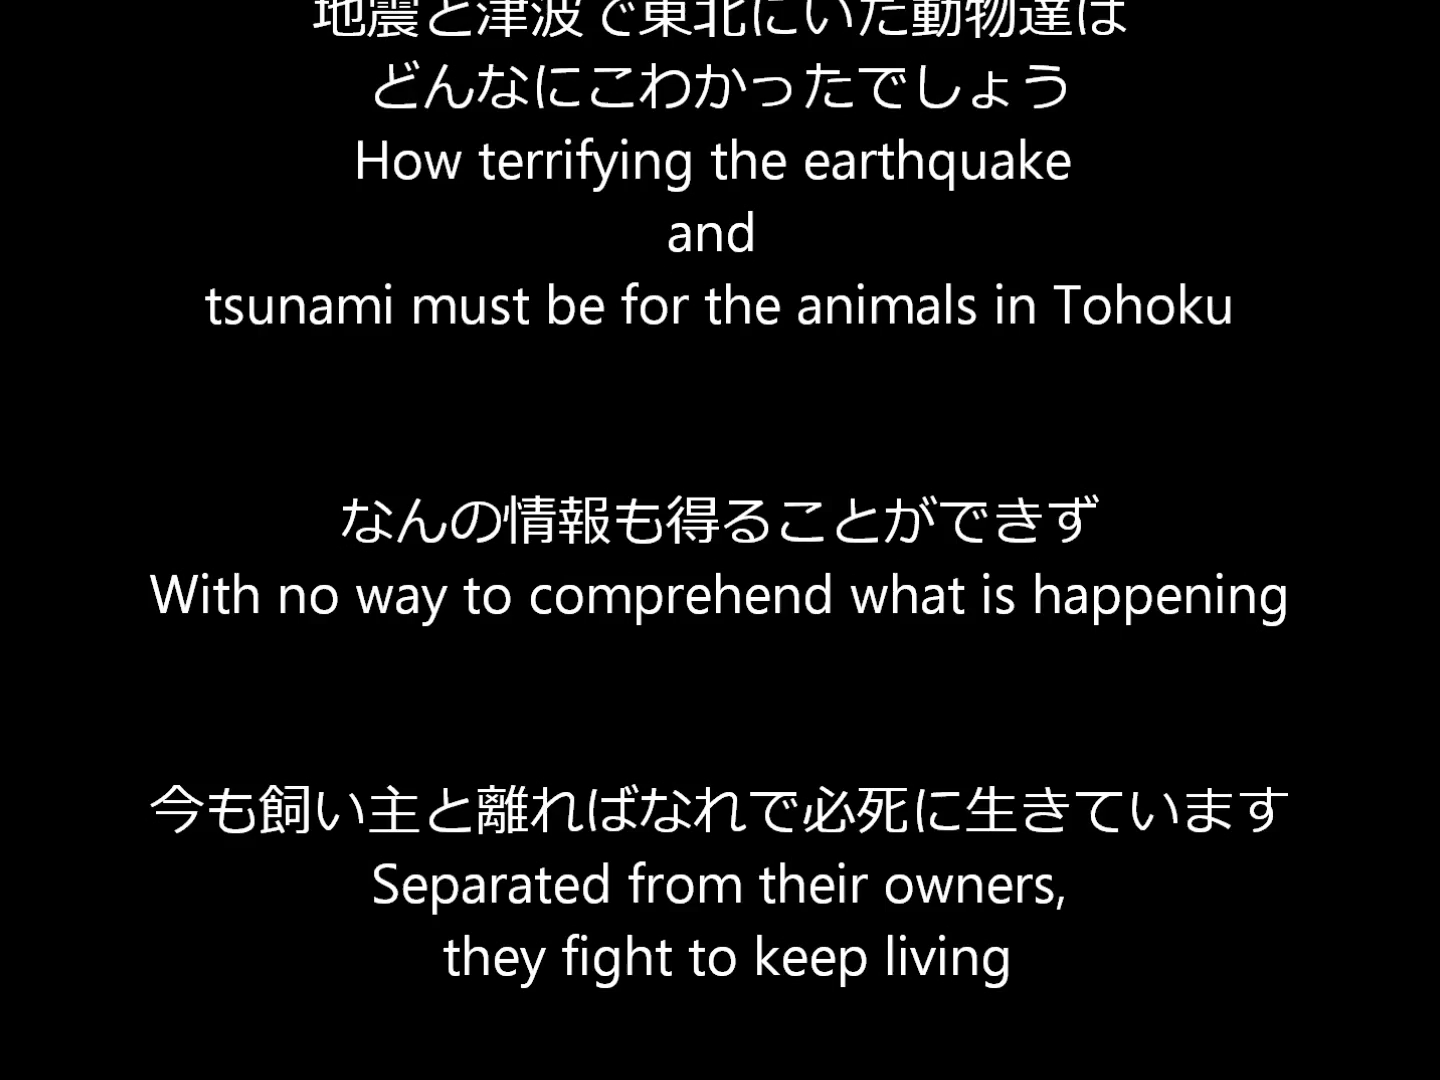 地震と津波で東北にいた動物達は
どんなにこわかったでしょう
How terrifying the earthquake
and
tsunami must be for the animals in Tohoku
なんの情報も得ることができず
With no way to comprehend what is happening
今も飼い主と離ればなれで必死に生きています
Separated from their owners,
they fight to keep living